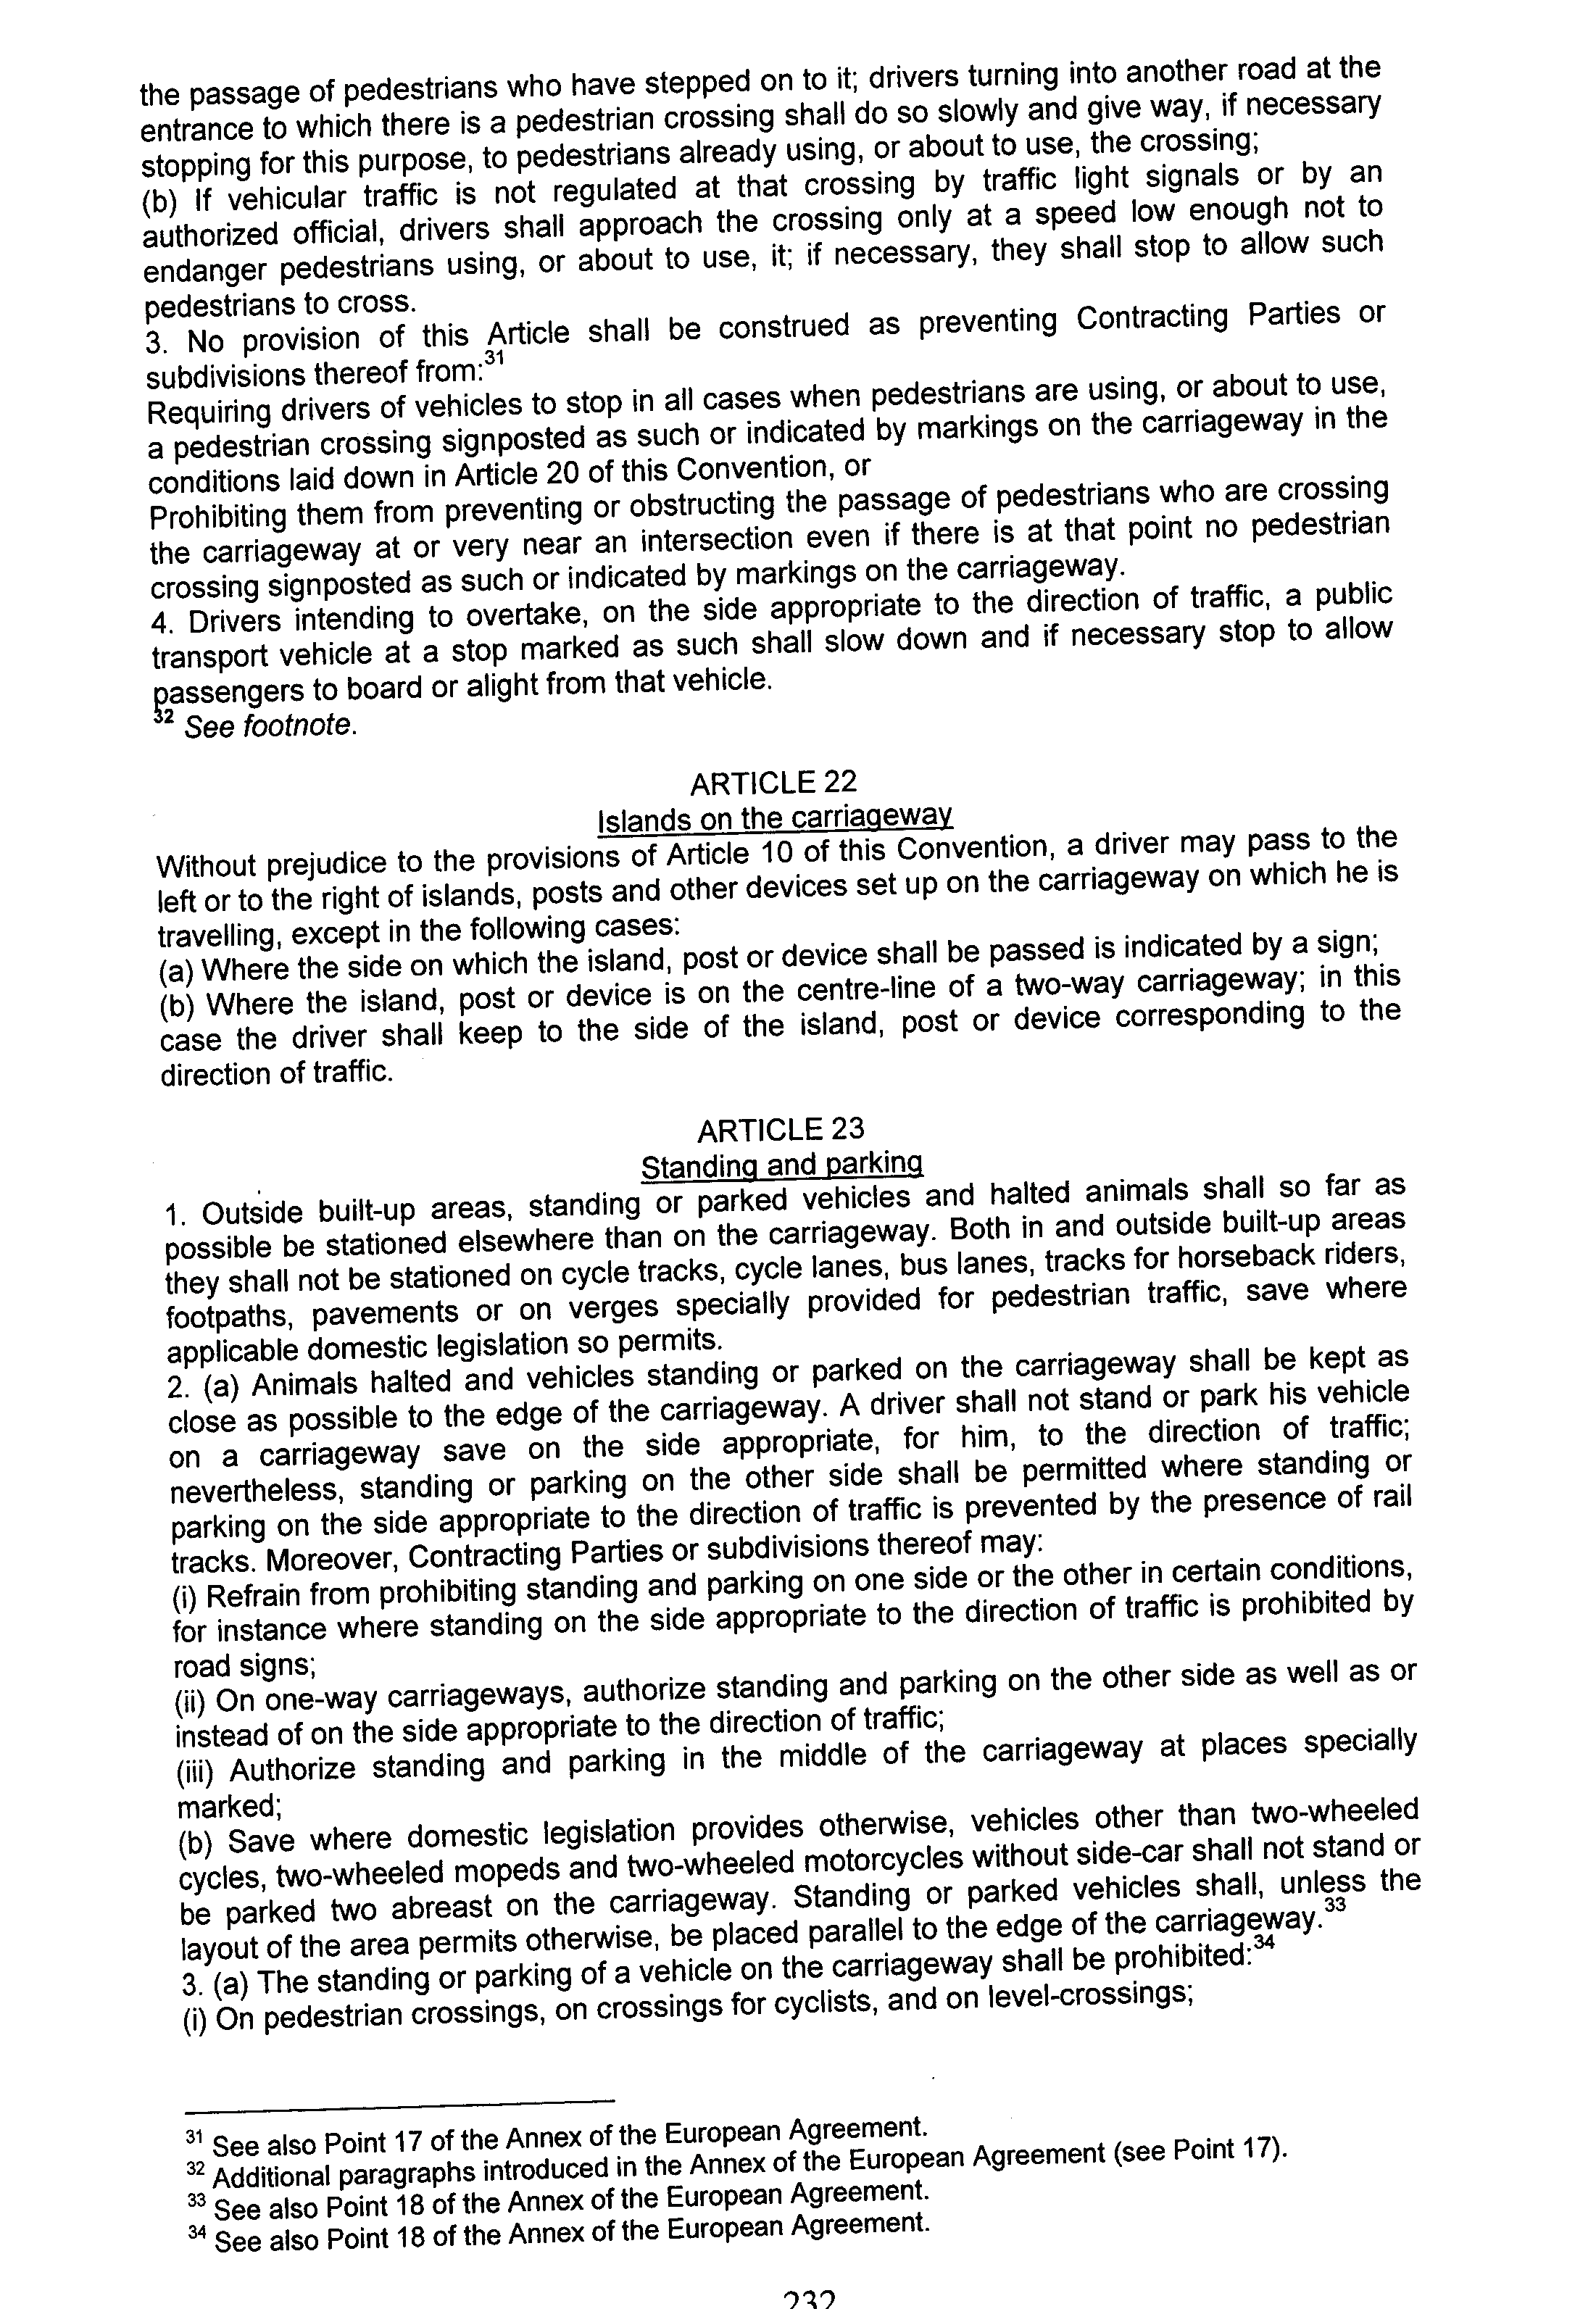 the passage of pedestrians who have stepped on to it; drivers turning into another road at the
entrance to which there is a pedestrian crossing shall do so slowly and give way, if necessary
stopping for this purpose, to pedestrians already using, or about to use, the crossing;
(b) If vehicular traffic is not regulated at that crossing by traffic light signals or by an
authorized official, drivers shall approach the crossing only at a speed low enough not to
endanger pedestrians using, or about to use, it; if necessary, they shall stop to allow such
pedestrians to cross.
3. No provision of this Article shall be construed as preventing Contracting Parties or
subdivisions thereof from:31
Requiring drivers of vehicles to stop in all cases when pedestrians are using, or about to use,
a pedestrian crossing signposted as such or indicated by markings on the carriageway in the
conditions laid down in Article 20 of this Convention, or
Prohibiting them from preventing or obstructing the passage of pedestrians who are crossing
the carriageway at or very near an intersection even if there is at that point no pedestrian
crossing signposted as such or indicated by markings on the carriageway.
4. Drivers intending to overtake, on the side appropriate to the direction of traffic, a public
transport vehicle at a stop marked as such shall slow down and if necessary stop to allow
passengers to board or alight from that vehicle.
32 See footnote.
ARTICLE 22
Islands on the carriageway
Without prejudice to the provisions of Article 10 of this Convention, a driver may pass to the
left or to the right of islands, posts and other devices set up on the carriageway on which he is
travelling, except in the following cases:
(a) Where the side on which the island, post or device shall be passed is indicated by a sign;
(b) Where the island, post or device is on the centre-line of a two-way carriageway; in this
case the driver shall keep to the side of the island, post or device corresponding to the
direction of traffic.
ARTICLE 23
Standing and parking
1. Outside built-up areas, standing or parked vehicles and halted animals shall so far as
possible be stationed elsewhere than on the carriageway. Both in and outside built-up areas
they shall not be stationed on cycle tracks, cycle lanes, bus lanes, tracks for horseback riders,
footpaths, pavements or on verges specially provided for pedestrian traffic, save where
applicable domestic legislation so permits.
2. (a) Animals halted and vehicles standing or parked on the carriageway shall be kept as
close as possible to the edge of the carriageway. A driver shall not stand or park his vehicle
on a carriageway save on the side appropriate, for him, to the direction of traffic;
nevertheless, standing or parking on the other side shall be permitted where standing or
parking on the side appropriate to the direction of traffic is prevented by the presence of rail
tracks. Moreover, Contracting Parties or subdivisions thereof may:
(i) Refrain from prohibiting standing and parking on one side or the other in certain conditions,
for instance where standing on the side appropriate to the direction of traffic is prohibited by
road signs;
(ii) On one-way carriageways, authorize standing and parking on the other side as well as or
instead of on the side appropriate to the direction of traffic;
(iii) Authorize standing and parking in the middle of the carriageway at places specially
marked;
(b) Save where domestic legislation provides otherwise, vehicles other than two-wheeled
cycles, two-wheeled mopeds and two-wheeled motorcycles without side-car shall not stand or
be parked two abreast on the carriageway. Standing or parked vehicles shall, unless the
layout of the area permits otherwise, be placed parallel to the edge of the carriageway.33
3. (a) The standing or parking of a vehicle on the carriageway shall be prohibited:34
(i) On pedestrian crossings, on crossings for cyclists, and on level-crossings;
31 See also Point 17 of the Annex of the European Agreement.
32 Additional paragraphs introduced in the Annex of the European Agreement (see Point 17).
33 See also Point 18 of the Annex of the European Agreement.
34 See also Point 18 of the Annex of the European Agreement.
232